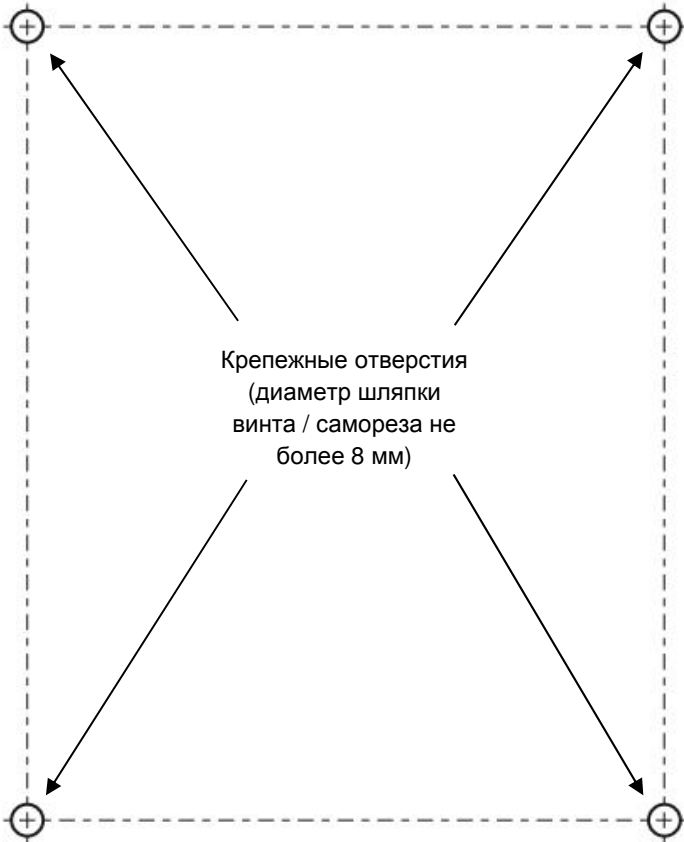 Крепежные отверстия
(диаметр шляпки
винта / самореза не
более 8 мм)